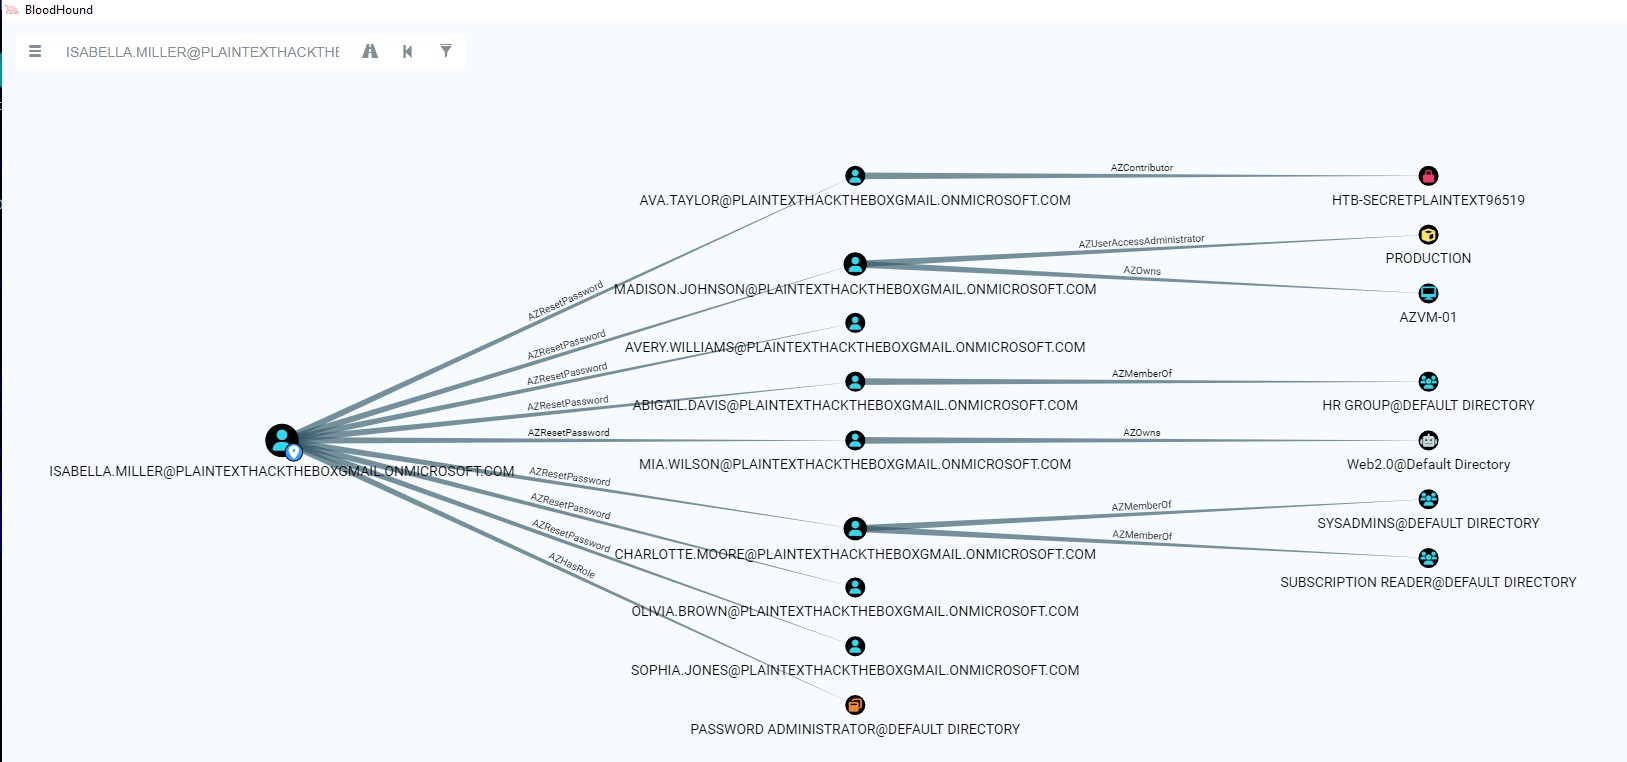 BloodHound
ISABELLA.MILLER@PLAINTEXTHACKTHE
AZContributor
AVA.TAYLOR@PLAINTEXTHACKTHEBOXGMAIL.ONMICROSOFT.COM
HTB-SECRETPLAINTEXT96519
AZUserAccessAdministrator
PRODUCTION
AZOwns
AZResetPassword
MADISON.JOHNSON@PLAINTEXTHACKTHEBOXGMAIL.ONMICROSOFT.COM
AZVM-01
AZResetPassword
AVERY.WILLIAMS@PLAINTEXTHACKTHEBOXGMAIL.ONMICROSOFT.COM
AZResetPassword
AZMemberOf
AZResetPassword
ABIGAIL.DAVIS@PLAINTEXTHACKTHEBOXGMAIL.ONMICROSOFT.COM
HR GROUP@DEFAULT DIRECTORY
AZResetPassword
AZOwns
ISABELLA.MILLER@PLAINTEXTHACKTHEBOXGMAIL.ONMICROSOFT.COM
MIA.WILSON@PLAINTEXTHACKTHEBOXGMAIL.ONMICROSOFT.COM
Web2.0@Default Directory
AZResetPassword
AZMemberOf
AZResetPassword
SYSADMINS@DEFAULT DIRECTORY
AZResetPassword
AZMemberOf
CHARLOTTE.MOORE@PLAINTEXTHACKTHEBOXGMAIL.ONMICROSOFT.COM
AZHasRole
SUBSCRIPTION READER@DEFAULT DIRECTORY
OLIVIA.BROWN@PLAINTEXTHACKTHEBOXGMAIL.ONMICROSOFT.COM
SOPHIA.JONES@PLAINTEXTHACKTHEBOXGMAIL.ONMICROSOFT.COM
PASSWORD ADMINISTRATOR@DEFAULT DIRECTORY